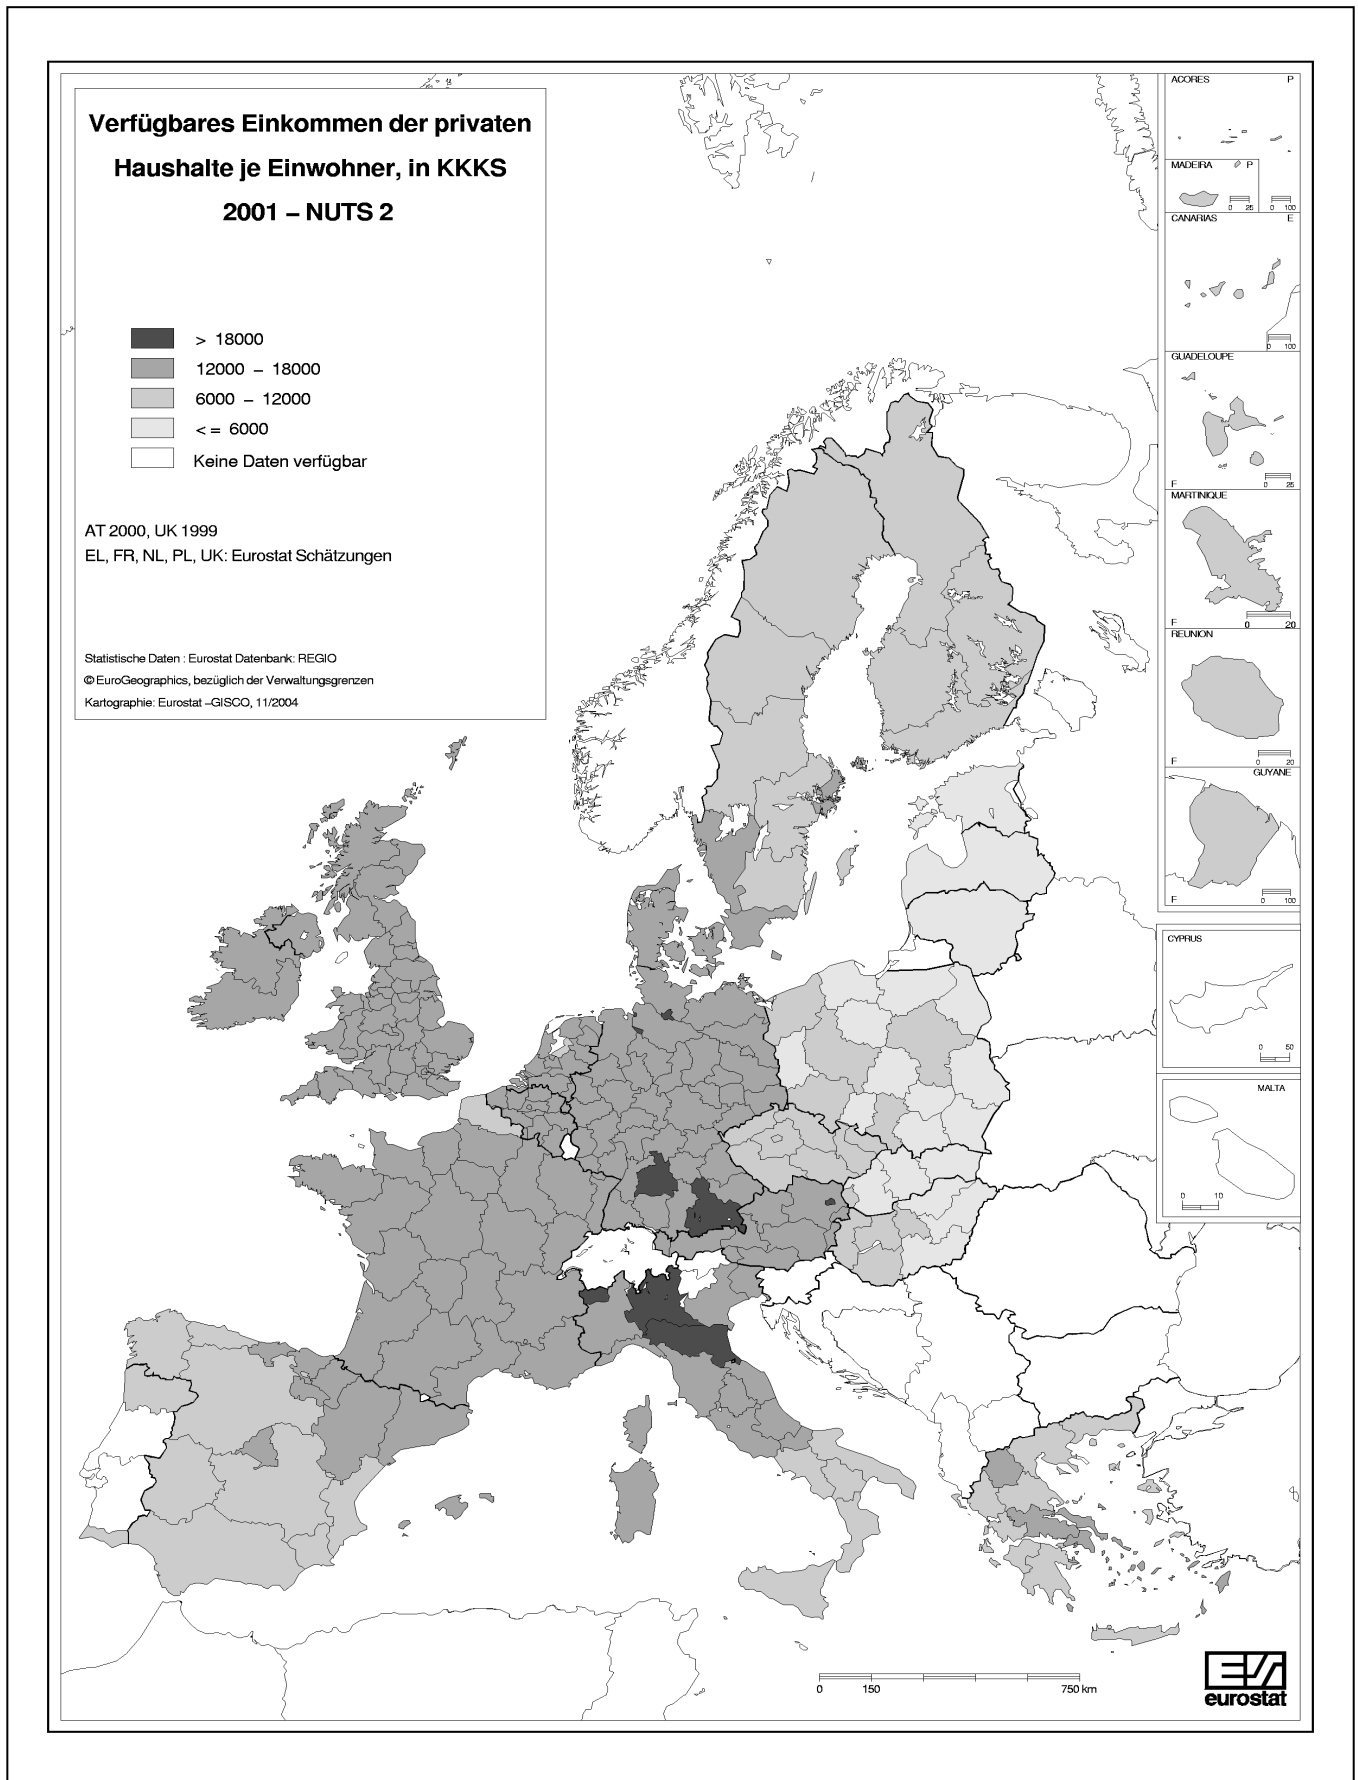 Verfügbares Einkommen der privaten
Haushalte je Einwohner, in KKKS
2001 – NUTS 2
> 18000
12000 – 18000
6000 – 12000
<= 6000
Keine Daten verfügbar
AT 2000, UK 1999
EL, FR, NL, PL, UK: Eurostat Schätzungen
Statistische Daten : Eurostat Datenbank: REGIO
© EuroGeographics, bezüglich der Verwaltungsgrenzen
Kartographie: Eurostat –GISCO, 11/2004
ACORES P
MADEIRA P
0 25 0 100
CANARIAS E
0 100
GUADELOUPE
F 0 25
MARTINIQUE
F 0 20
REUNION
F 0 20
GUYANE
F 0 100
CYPRUS
0 50
MALTA
0 10
0 150 750 km
eurostat